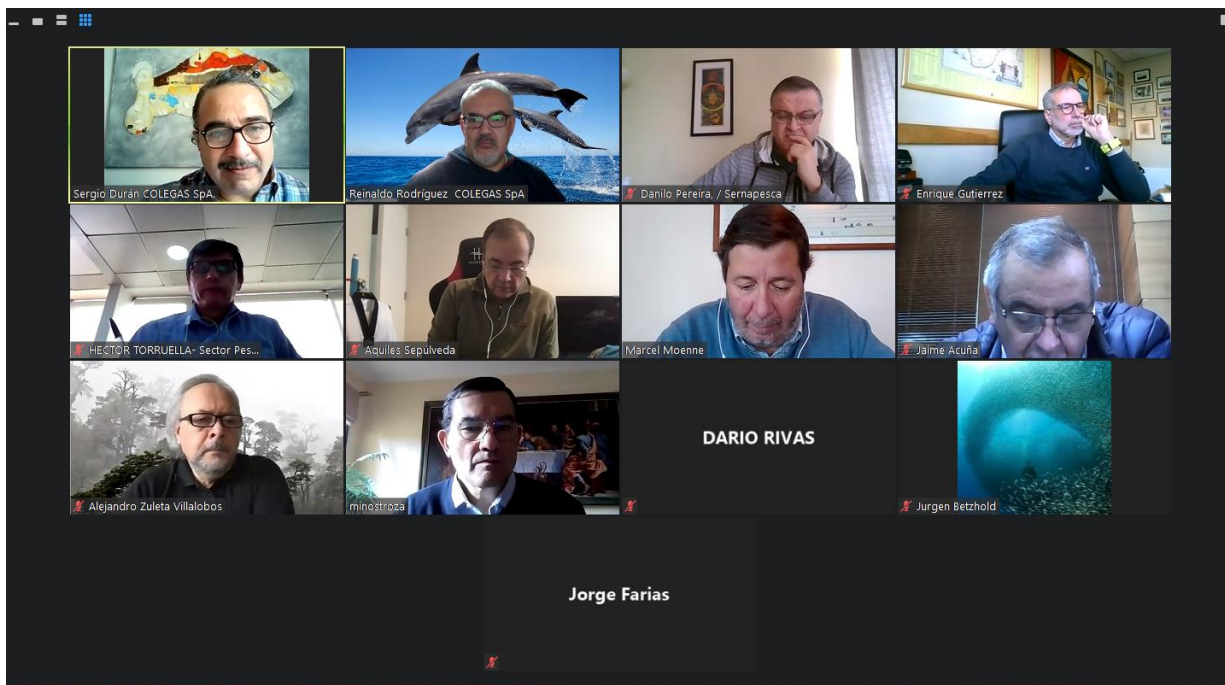 Sergio Durán COLEGAS SpA.
Reinaldo Rodríguez COLEGAS SpA
Danilo Pereira, / Sernapesca
Enrique Gutierrez
HECTOR TORRUELLA- Sector Pes...
Aquiles Sepúlveda
Marcel Moenne
Jaime Acuña
Alejandro Zuleta Villalobos
minostroza
DARIO RIVAS
Jurgen Betzhold
Jorge Farias